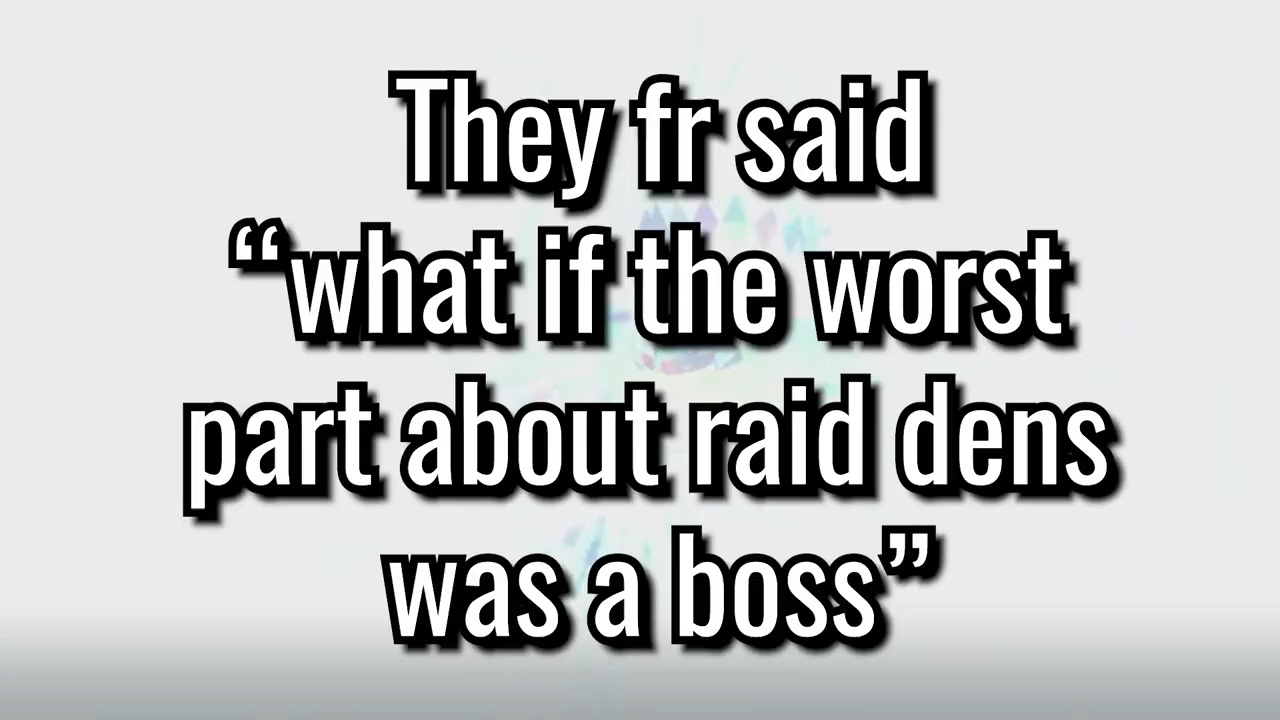 They fr said
“what if the worst
part about raid dens
was a boss”